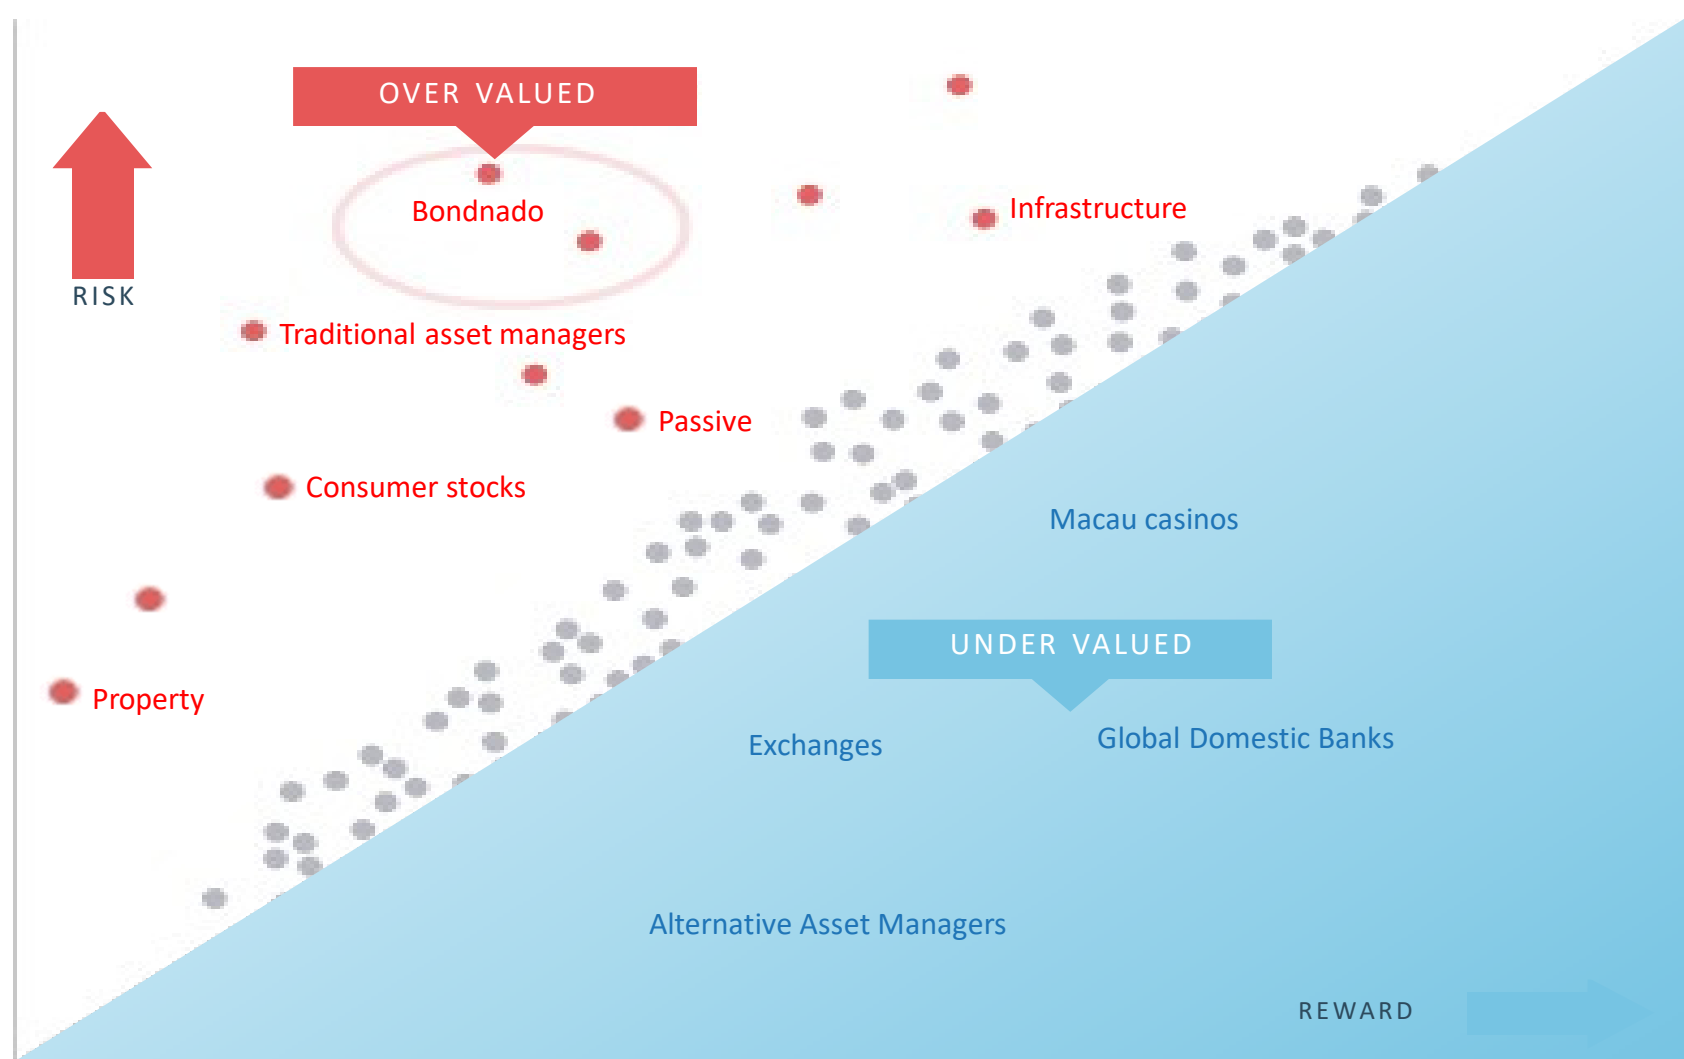 OVER VALUED
Bondnado
Infrastructure
RISK
Traditional asset managers
Passive
Consumer stocks
Macau casinos
UNDER VALUED
Property
Exchanges
Global Domestic Banks
Alternative Asset Managers
REWARD